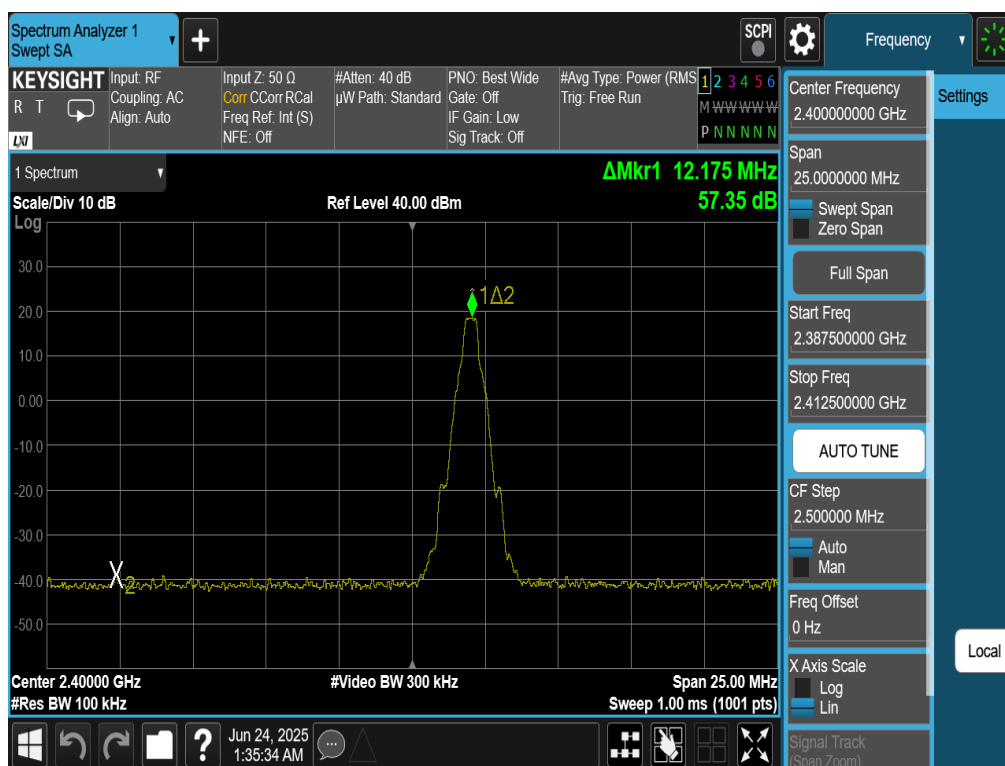 Spectrum Analyzer 1
Swept SA
+
SCPI
Frequency
KEYSIGHT
R T
LXI
Input: RF
Coupling: AC
Align: Auto
Input Z: 50 Ω
Corr CCorr RCal
Freq Ref: Int (S)
NFE: Off
#Atten: 40 dB
µW Path: Standard
PNO: Best Wide
Gate: Off
IF Gain: Low
Sig Track: Off
#Avg Type: Power (RMS
Trig: Free Run
1 2 3 4 5 6
M W W W W W
P N N N N N
1 Spectrum
ΔMkr1 12.175 MHz
57.35 dB
Scale/Div 10 dB
Ref Level 40.00 dBm
Log
30.0
20.0
10.0
0.00
-10.0
-20.0
-30.0
-40.0
-50.0
1Δ2
X2
Center 2.40000 GHz
#Video BW 300 kHz
Span 25.00 MHz
#Res BW 100 kHz
Sweep 1.00 ms (1001 pts)
Center Frequency
2.400000000 GHz
Settings
Span
25.0000000 MHz
Swept Span
Zero Span
Full Span
Start Freq
2.387500000 GHz
Stop Freq
2.412500000 GHz
AUTO TUNE
CF Step
2.500000 MHz
Auto
Man
Freq Offset
0 Hz
Local
X Axis Scale
Log
Lin
Signal Track
(Span Zoom)
?
Jun 24, 2025
1:35:34 AM